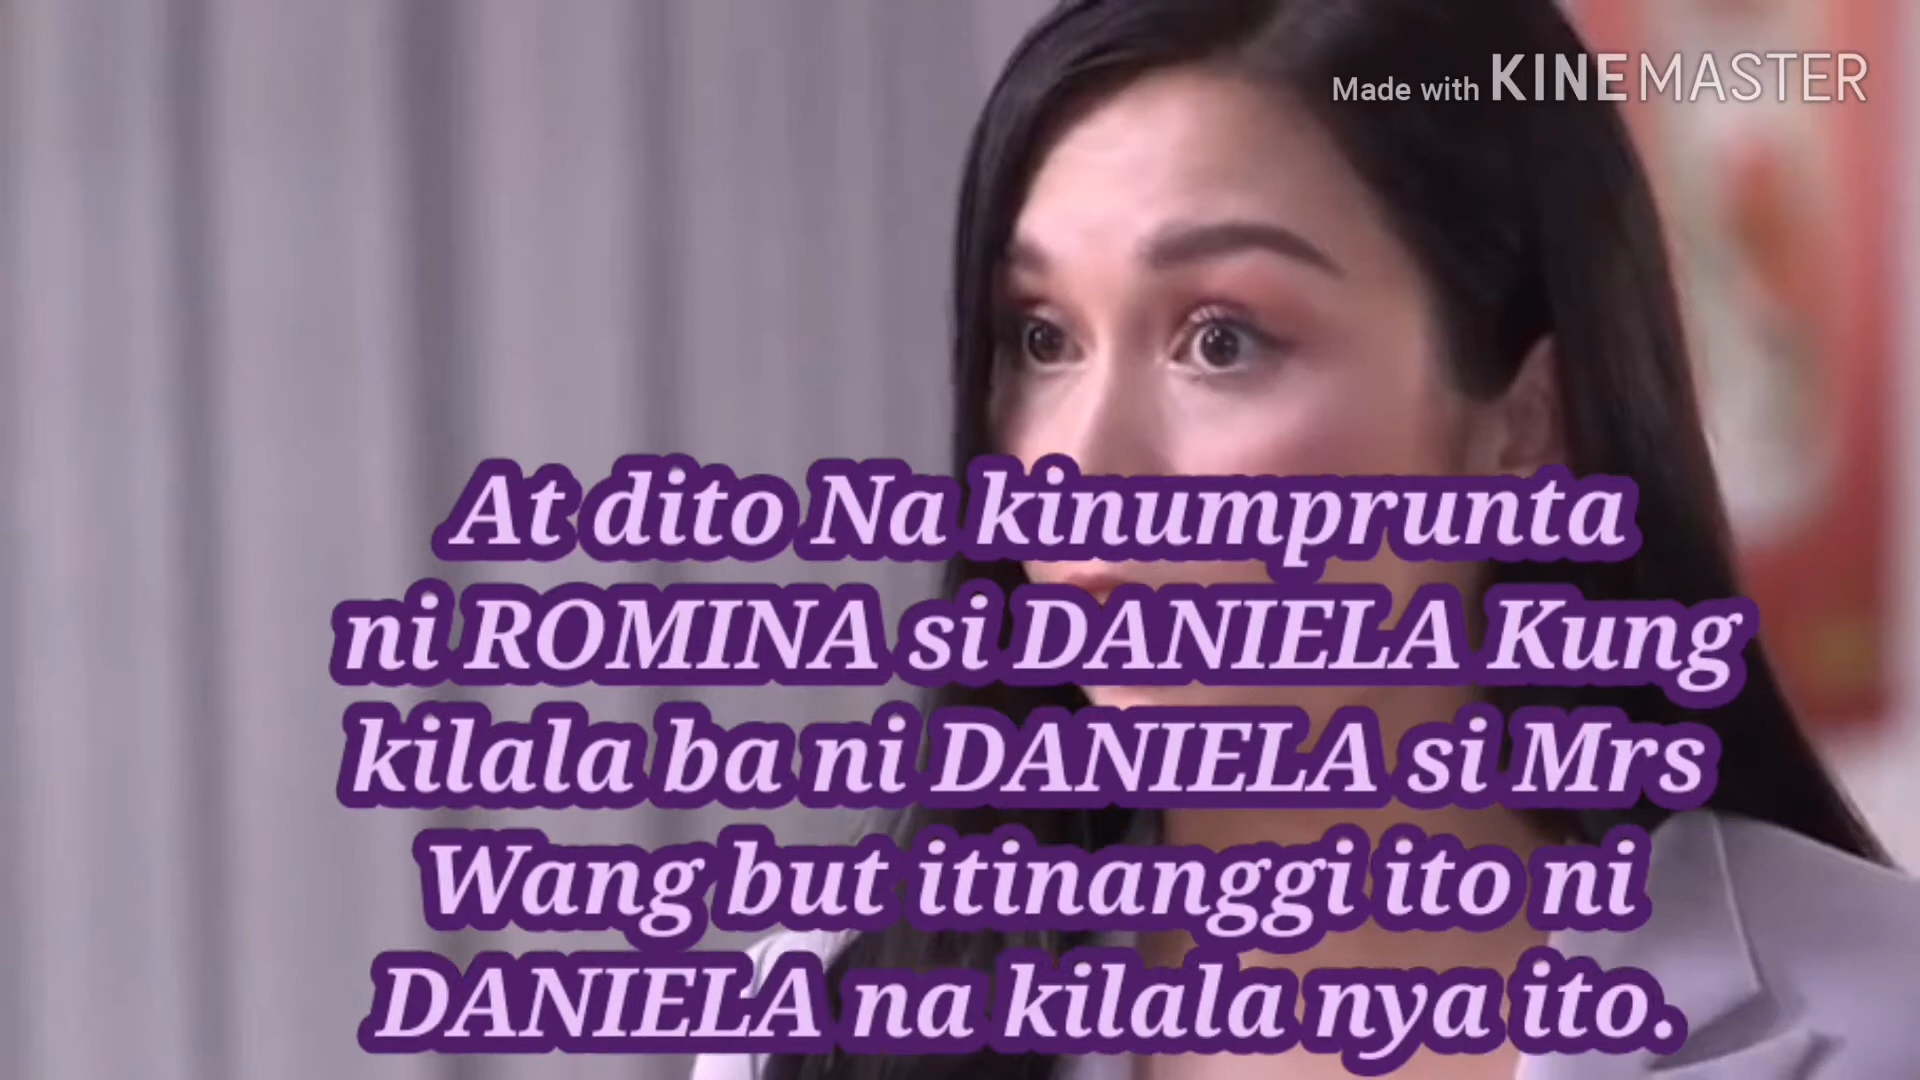 Made with KINEMASTER
At dito Na kinumprunta
ni ROMINA si DANIELA Kung
kilala ba ni DANIELA si Mrs
Wang but itinanggi ito ni
DANIELA na kilala nya ito.